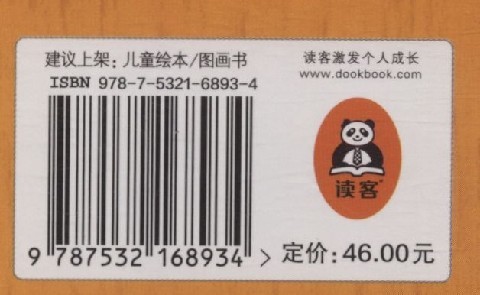 建议上架:儿童绘本/图画书
ISBN 978-7-5321-6893-4
9 787532 168934 >
读客激发个人成长
www.dookbook.com
读客®
定价:46.00元